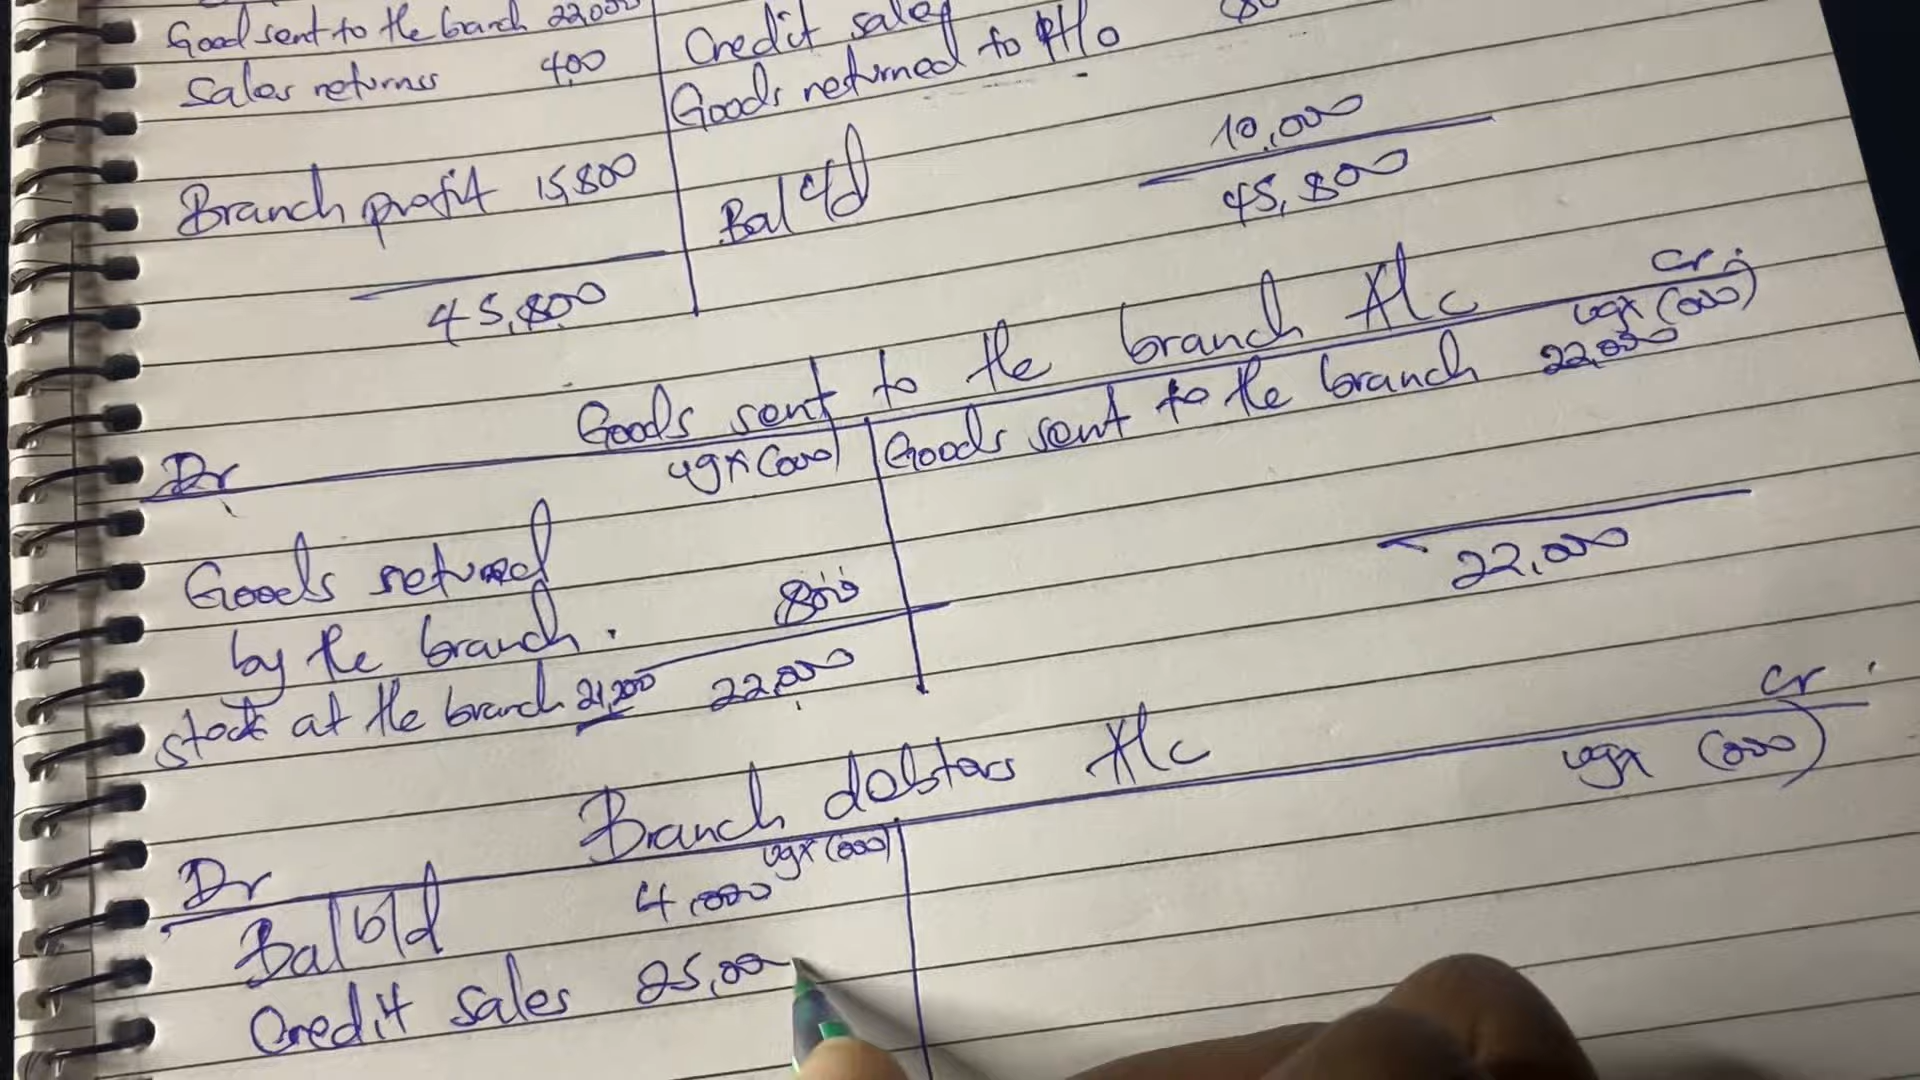 Good sent to the branch 22,000
Credit sales
Sales returns 400
Goods returned to H/o
Branch profit 15,800
Bal c/d 10,000
45,800
45,800
Goods sent to the branch A/c
Dr
Cr.
ugx (000)
ugx (000)
Goods sent to the branch 22,000
Goods returned
by the branch. 800
22,000
stock at the branch 21,200
22,000
Branch debtors A/c
Dr
Cr.
ugx (000)
ugx (000)
Bal b/d 4,000
Credit sales 25,00